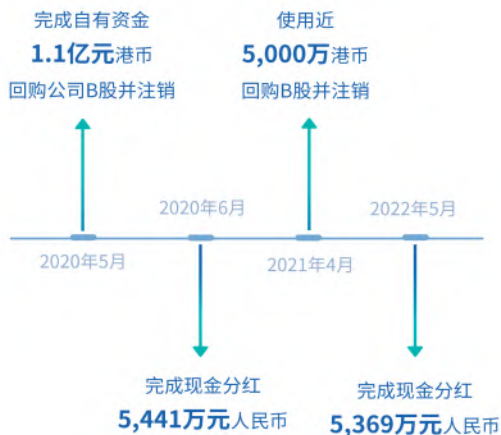 完成自有资金
1.1亿元港币
回购公司B股并注销
使用近
5,000万港币
回购B股并注销
2020年6月
2022年5月
2020年5月
2021年4月
完成现金分红
5,441万元人民币
完成现金分红
5,369万元人民币